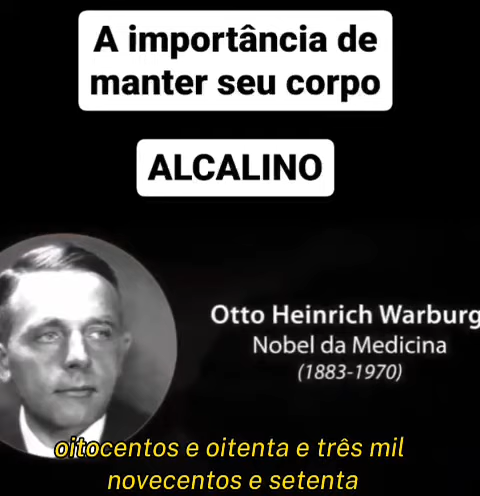 A importância de
manter seu corpo
ALCALINO
Otto Heinrich Warburg
Nobel da Medicina
(1883-1970)
oitocentos e oitenta e três mil
novecentos e setenta